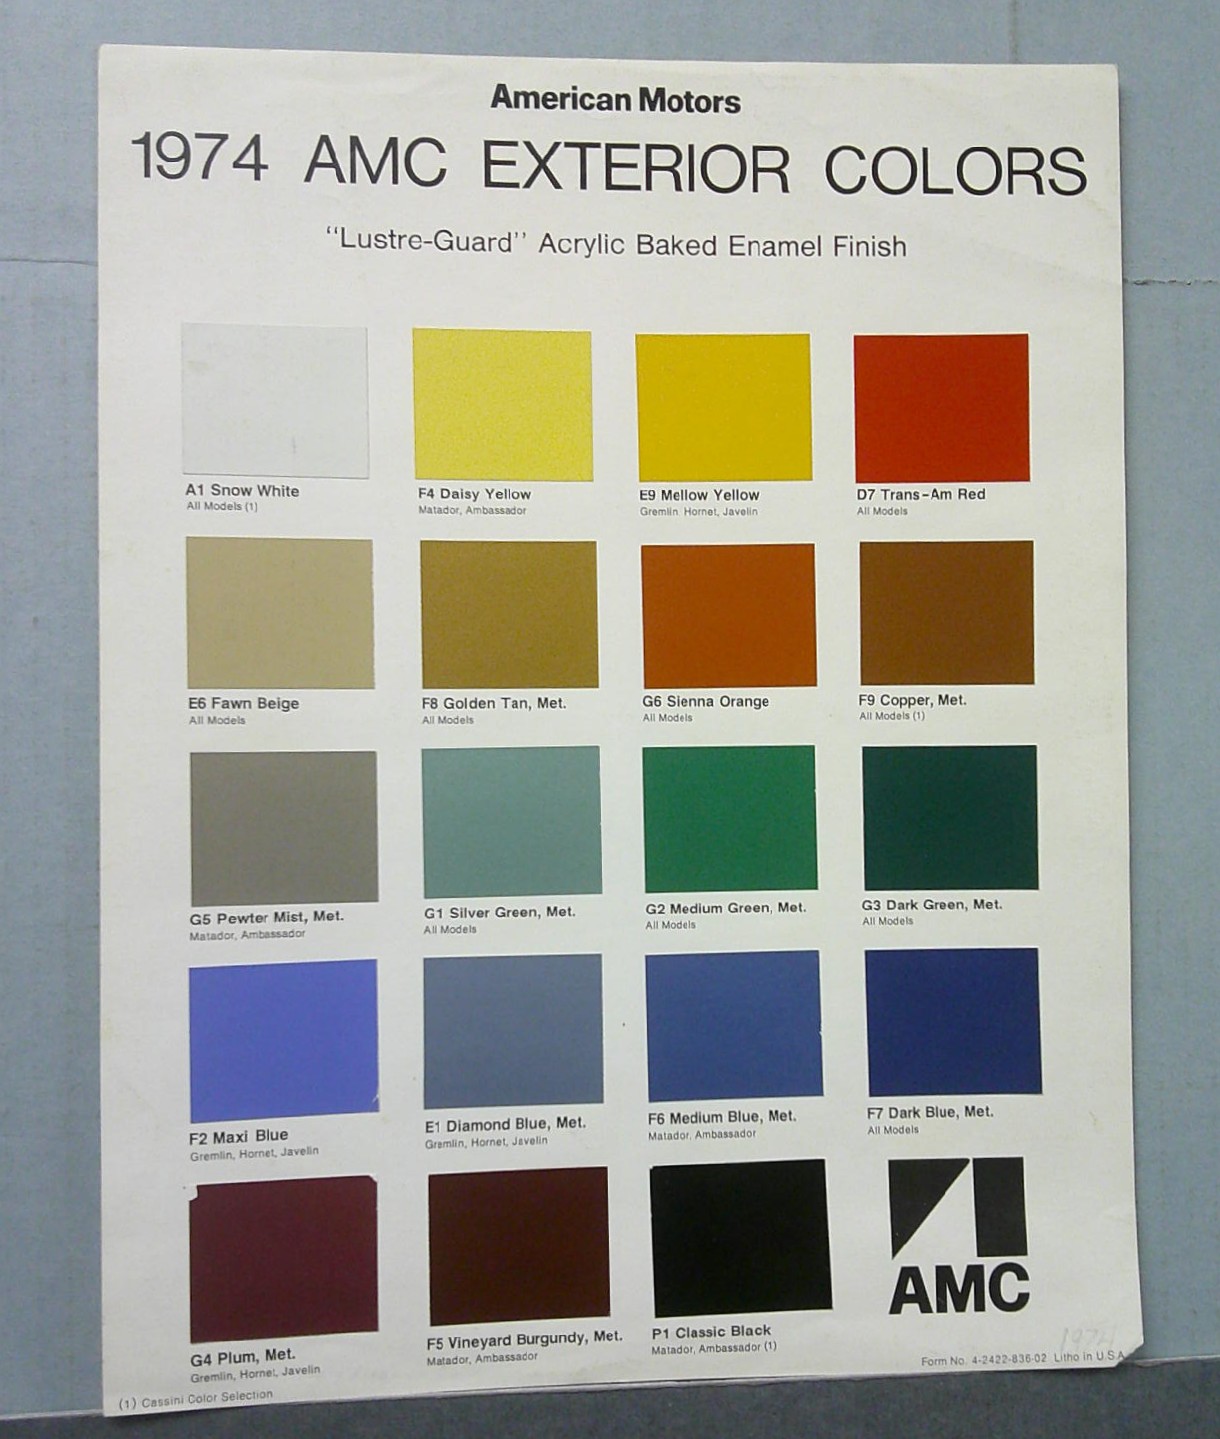 American Motors
1974 AMC EXTERIOR COLORS
"Lustre-Guard" Acrylic Baked Enamel Finish
A1 Snow White
All Models (1)
F4 Daisy Yellow
Matador, Ambassador
E9 Mellow Yellow
Gremlin Hornet, Javelin
D7 Trans-Am Red
All Models
E6 Fawn Beige
All Models
F8 Golden Tan, Met.
All Models
G6 Sienna Orange
All Models
F9 Copper, Met.
All Models (1)
G5 Pewter Mist, Met.
Matador, Ambassador
G1 Silver Green, Met.
All Models
G2 Medium Green, Met.
All Models
G3 Dark Green, Met.
All Models
F2 Maxi Blue
Gremlin, Hornet, Javelin
E1 Diamond Blue, Met.
Gremlin, Hornet, Javelin
F6 Medium Blue, Met.
Matador, Ambassador
F7 Dark Blue, Met.
All Models
G4 Plum, Met.
Gremlin, Hornet, Javelin
F5 Vineyard Burgundy, Met.
Matador, Ambassador
P1 Classic Black
Matador, Ambassador (1)
AMC
1974
Form No. 4-2422-836-02 Litho in U.S.A.
(1) Cassini Color Selection